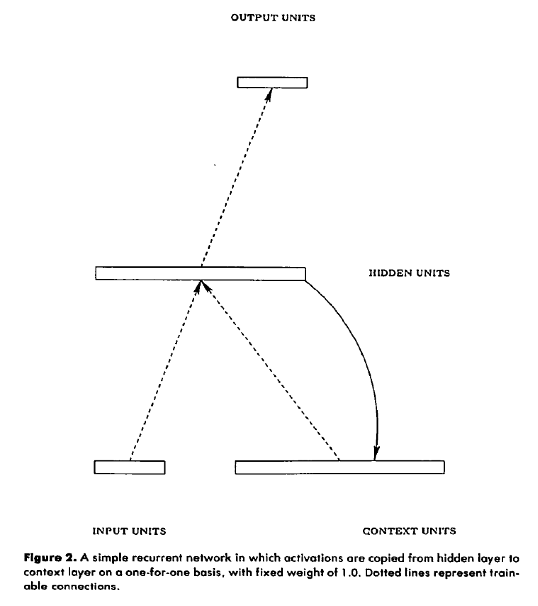 OUTPUT UNITS
HIDDEN UNITS
INPUT UNITS
CONTEXT UNITS
Figure 2. A simple recurrent network in which activations are copied from hidden layer to
context layer on a one-for-one basis, with fixed weight of 1.0. Dotted lines represent train-
able connections.